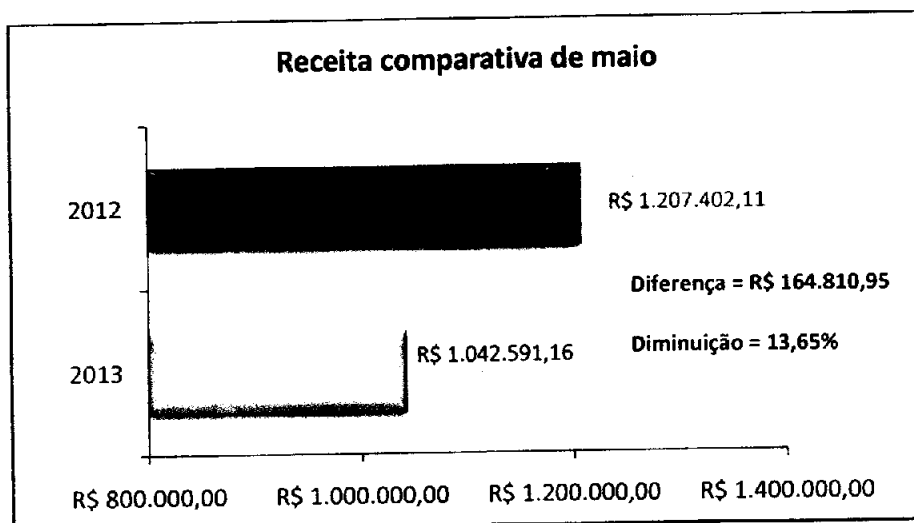 Receita comparativa de maio
2012
R$ 1.207.402,11
Diferença = R$ 164.810,95
Diminuição = 13,65%
2013
R$ 1.042.591,16
R$ 800.000,00 R$ 1.000.000,00 R$ 1.200.000,00 R$ 1.400.000,00